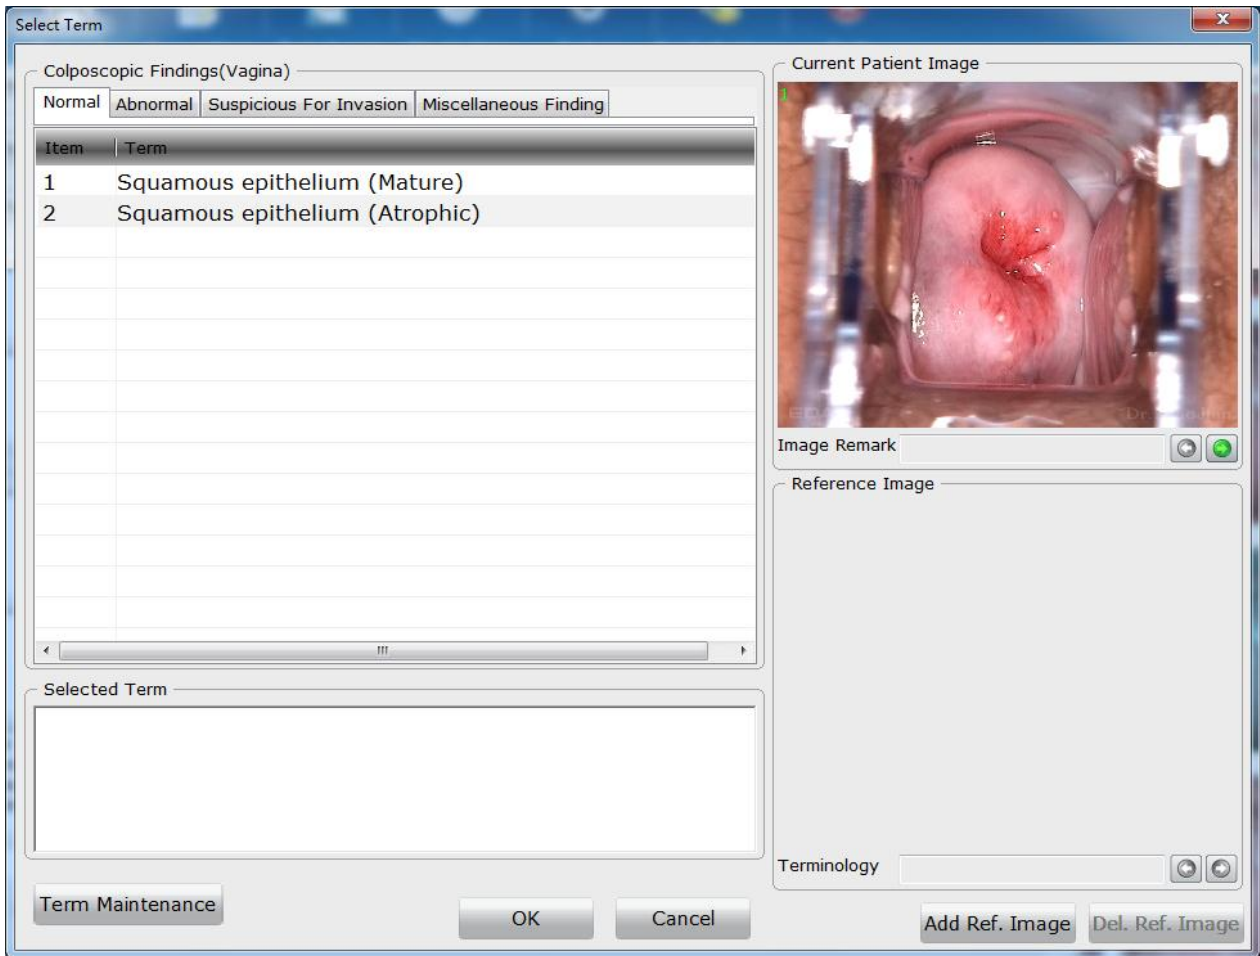 Select Term
Colposcopic Findings(Vagina)
Normal Abnormal Suspicious For Invasion Miscellaneous Finding
Item Term
1 Squamous epithelium (Mature)
2 Squamous epithelium (Atrophic)
Selected Term
Term Maintenance
OK
Cancel
Current Patient Image
1
Image Remark
Reference Image
Terminology
Add Ref. Image
Del. Ref. Image